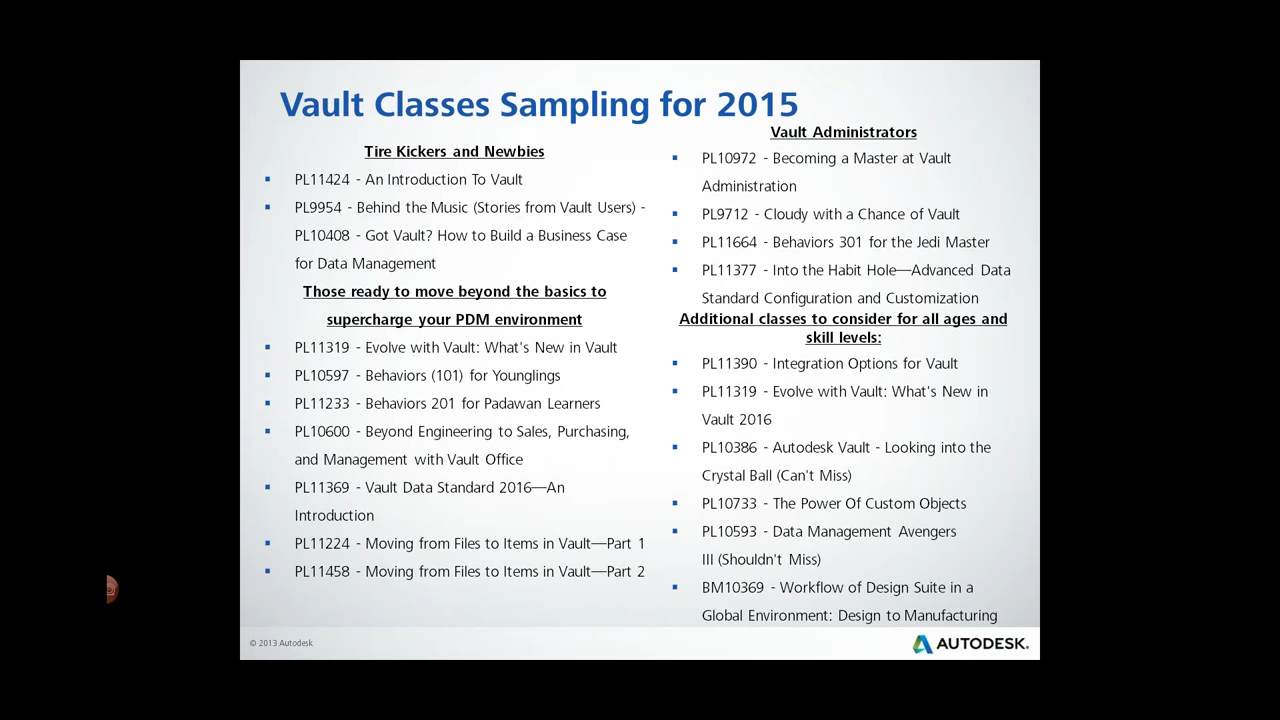 Vault Classes Sampling for 2015
Tire Kickers and Newbies
▪ PL11424 - An Introduction To Vault
▪ PL9954 - Behind the Music (Stories from Vault Users) -
PL10408 - Got Vault? How to Build a Business Case
for Data Management
Those ready to move beyond the basics to
supercharge your PDM environment
▪ PL11319 - Evolve with Vault: What's New in Vault
▪ PL10597 - Behaviors (101) for Younglings
▪ PL11233 - Behaviors 201 for Padawan Learners
▪ PL10600 - Beyond Engineering to Sales, Purchasing,
and Management with Vault Office
▪ PL11369 - Vault Data Standard 2016—An
Introduction
▪ PL11224 - Moving from Files to Items in Vault—Part 1
▪ PL11458 - Moving from Files to Items in Vault—Part 2
Vault Administrators
▪ PL10972 - Becoming a Master at Vault
Administration
▪ PL9712 - Cloudy with a Chance of Vault
▪ PL11664 - Behaviors 301 for the Jedi Master
▪ PL11377 - Into the Habit Hole—Advanced Data
Standard Configuration and Customization
Additional classes to consider for all ages and
skill levels:
▪ PL11390 - Integration Options for Vault
▪ PL11319 - Evolve with Vault: What's New in
Vault 2016
▪ PL10386 - Autodesk Vault - Looking into the
Crystal Ball (Can't Miss)
▪ PL10733 - The Power Of Custom Objects
▪ PL10593 - Data Management Avengers
III (Shouldn't Miss)
▪ BM10369 - Workflow of Design Suite in a
Global Environment: Design to Manufacturing
© 2013 Autodesk
AUTODESK.